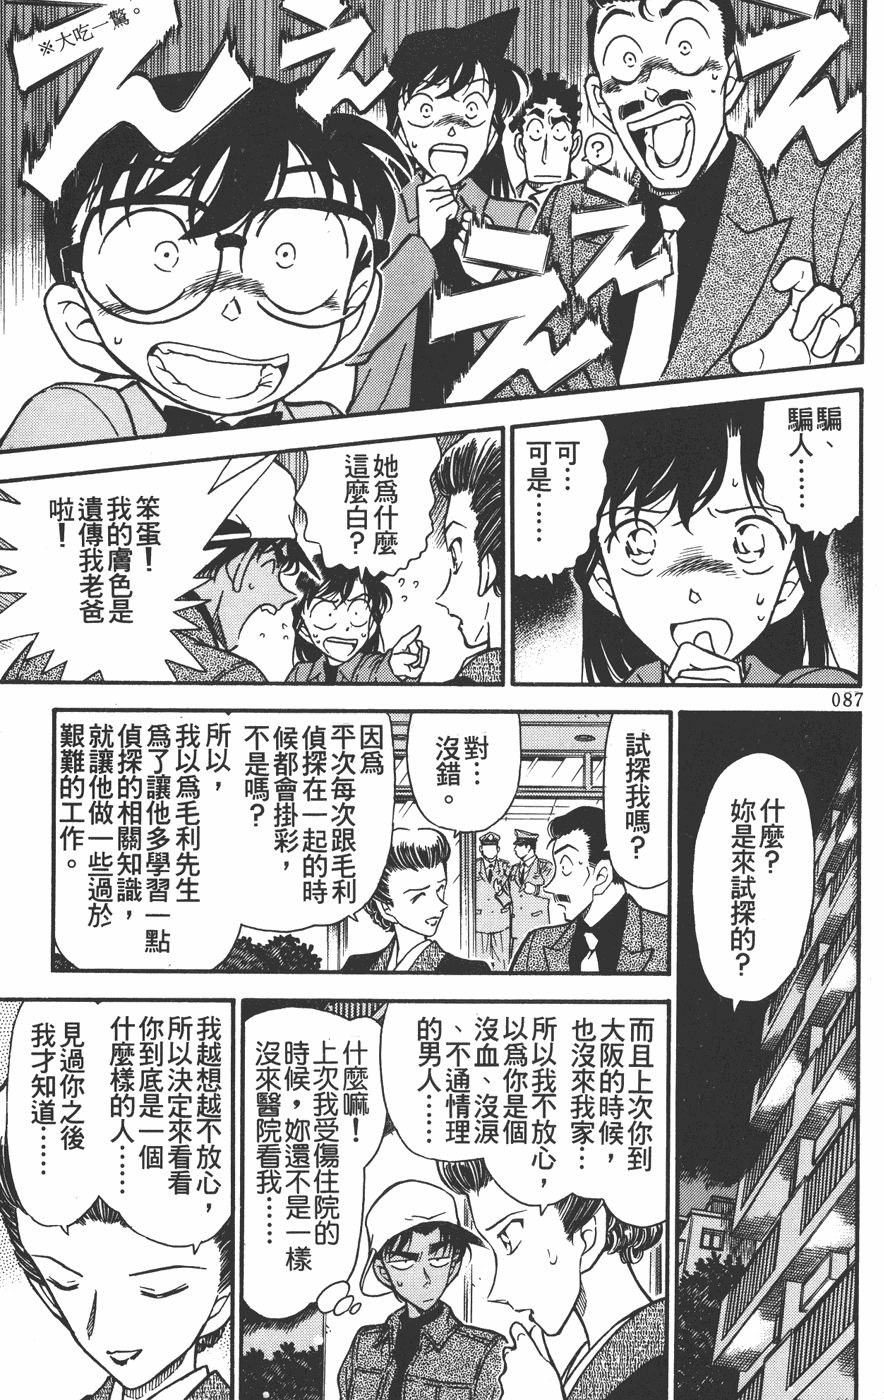 ※大吃一驚。
ええええ
?
騙、
騙人……
可…
可是……
她為什麼
這麼白?
笨蛋!
我的膚色是
遺傳我老爸
啦!
087
什麼?
妳是來試探的?
試探我嗎?
對…
沒錯。
因為
平次每次跟毛利
偵探在一起的時
候都會掛彩,
不是嗎?
所以,
我以為毛利先生
為了讓他多學習一點
偵探的相關知識,
就讓他做一些過於
艱難的工作。
而且上次你到
大阪的時候,
也沒來我家…
所以我不放心,
以為你是個
沒血、沒淚
、不通情理
的男人……
什麼嘛!
上次我受傷住院的
時候,妳還不是一樣
沒來醫院看我……
我越想越不放心,
所以決定來看看
你到底是一個
什麼樣的人……
見過你之後
我才知道……